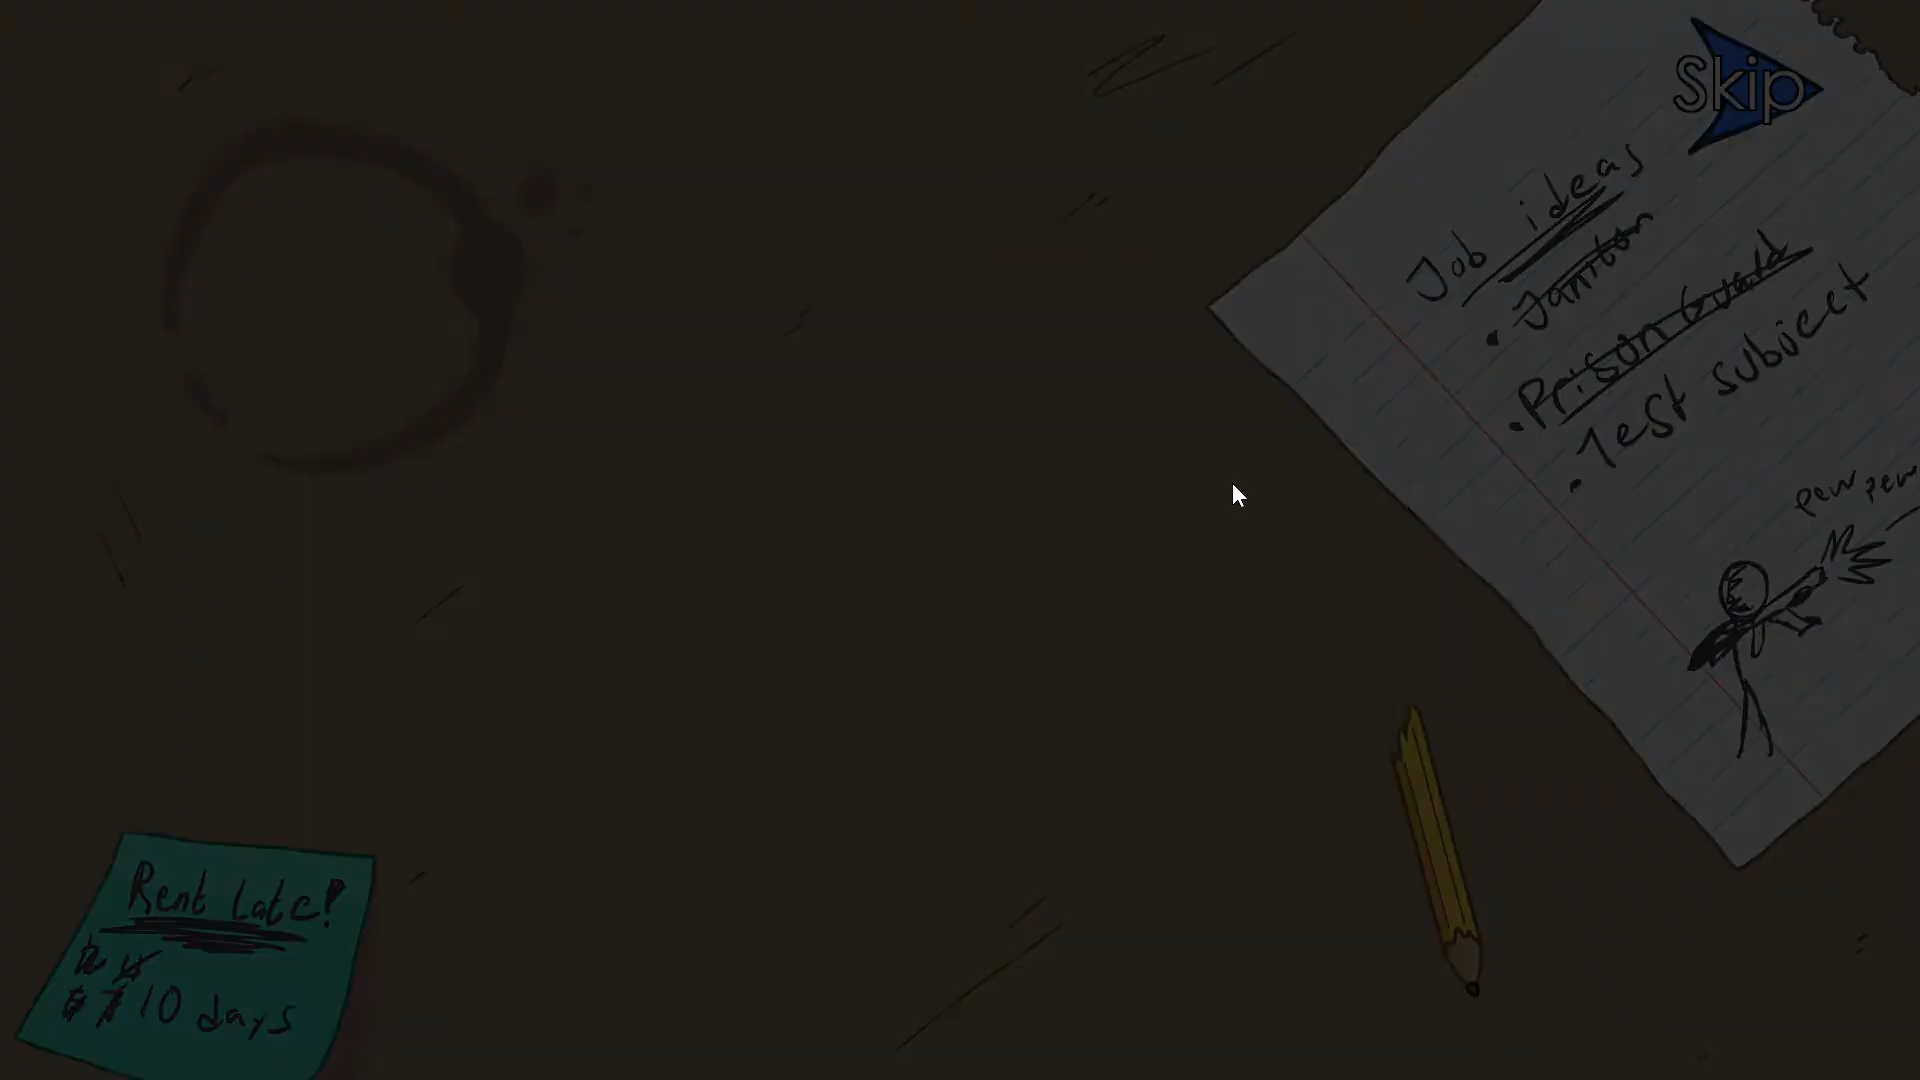 Skip
Job ideas
• Janitor
• Prison Guard
• Test subject
pew pew
Rent Late!
10 days